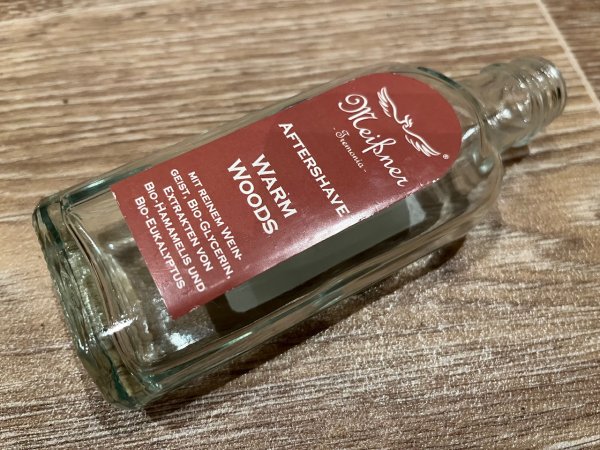 Meißner
- Tremonia -
AFTERSHAVE
WARM
WOODS
MIT REINEM WEIN-
GEIST, BIO-GLYCERIN,
EXTRAKTEN VON
BIO-HAMAMELIS UND
BIO-EUKALYPTUS